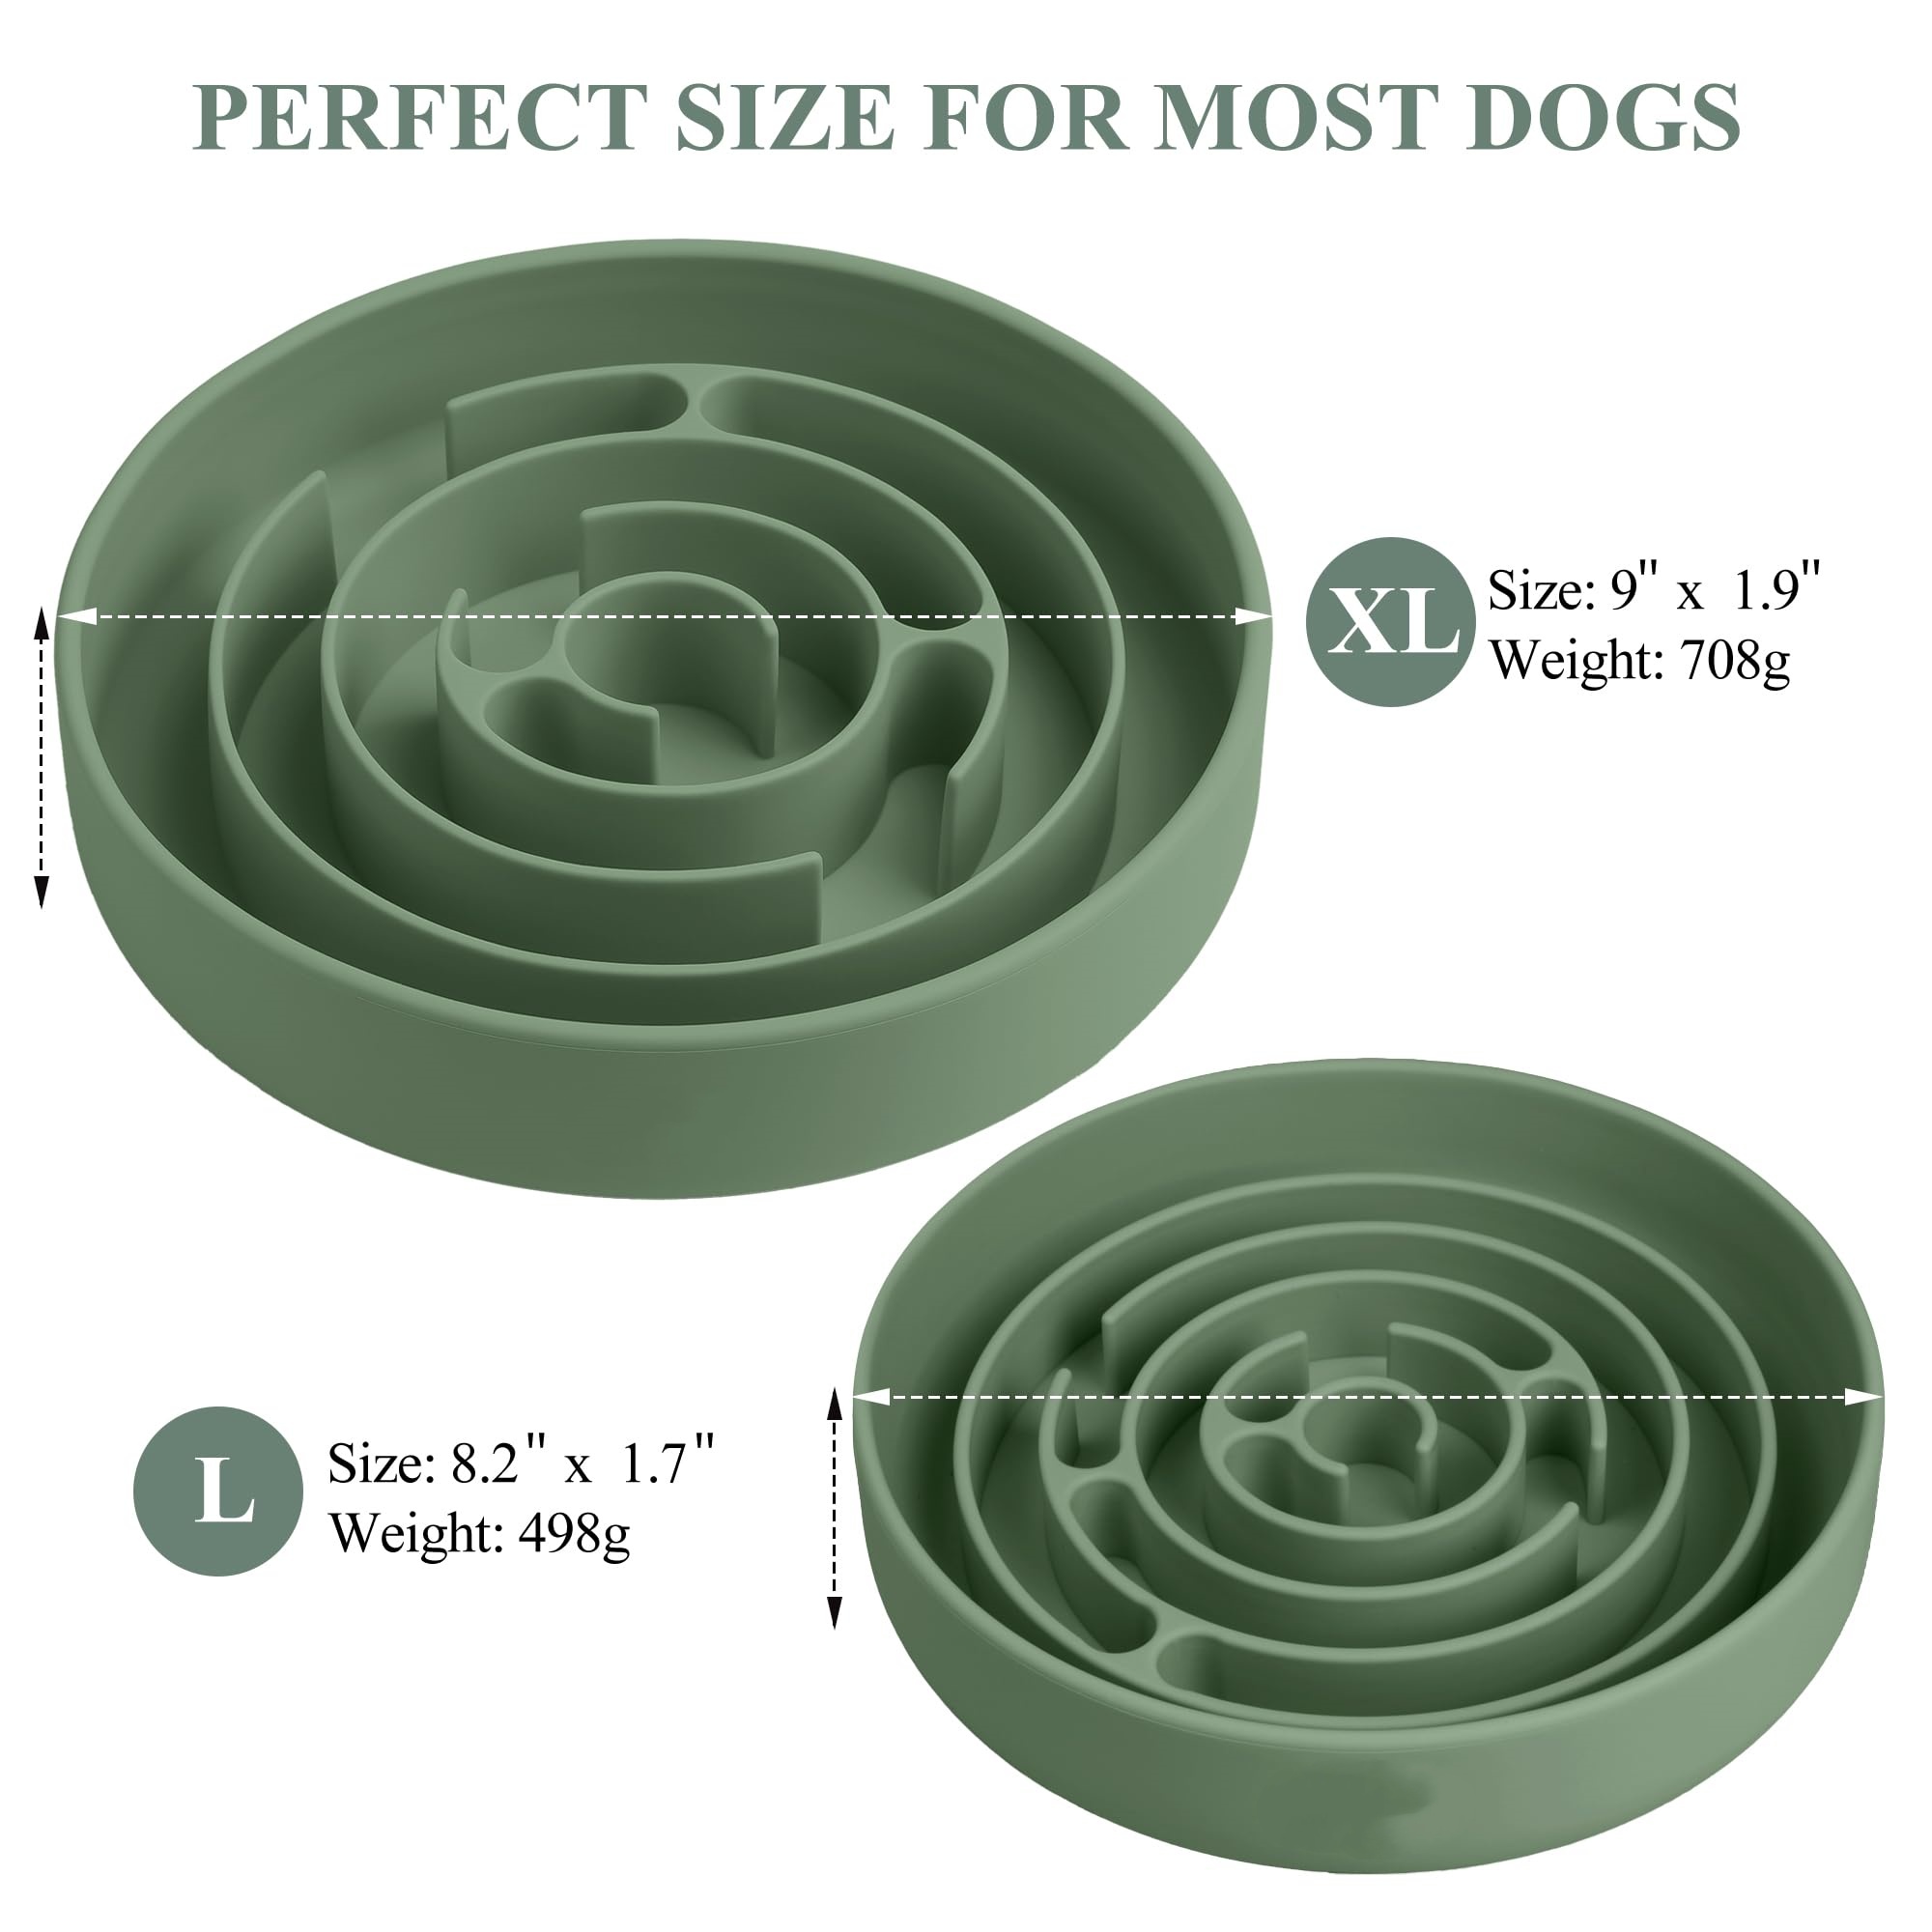 PERFECT SIZE FOR MOST DOGS
XL
Size: 9" x 1.9"
Weight: 708g
L
Size: 8.2" x 1.7"
Weight: 498g